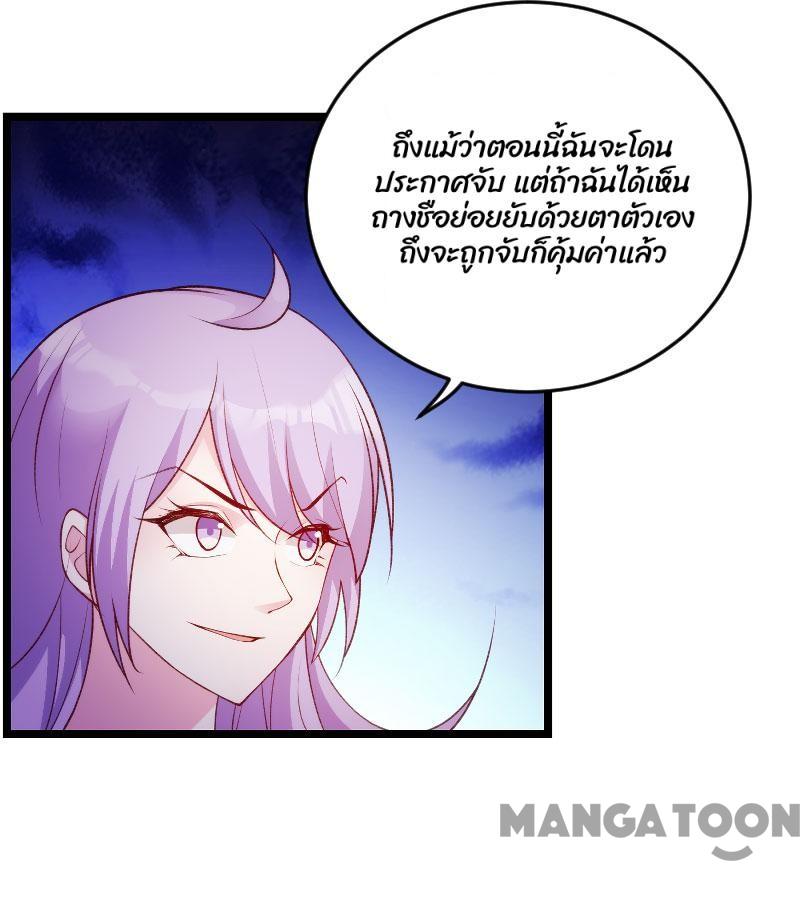 ถึงแม้ว่าตอนนี้ฉันจะโดน
ประกาศจับ แต่ถ้าฉันได้เห็น
ถางซือย่อยยับด้วยตาตัวเอง
ถึงจะถูกจับก็คุ้มค่าแล้ว
MANGATOON